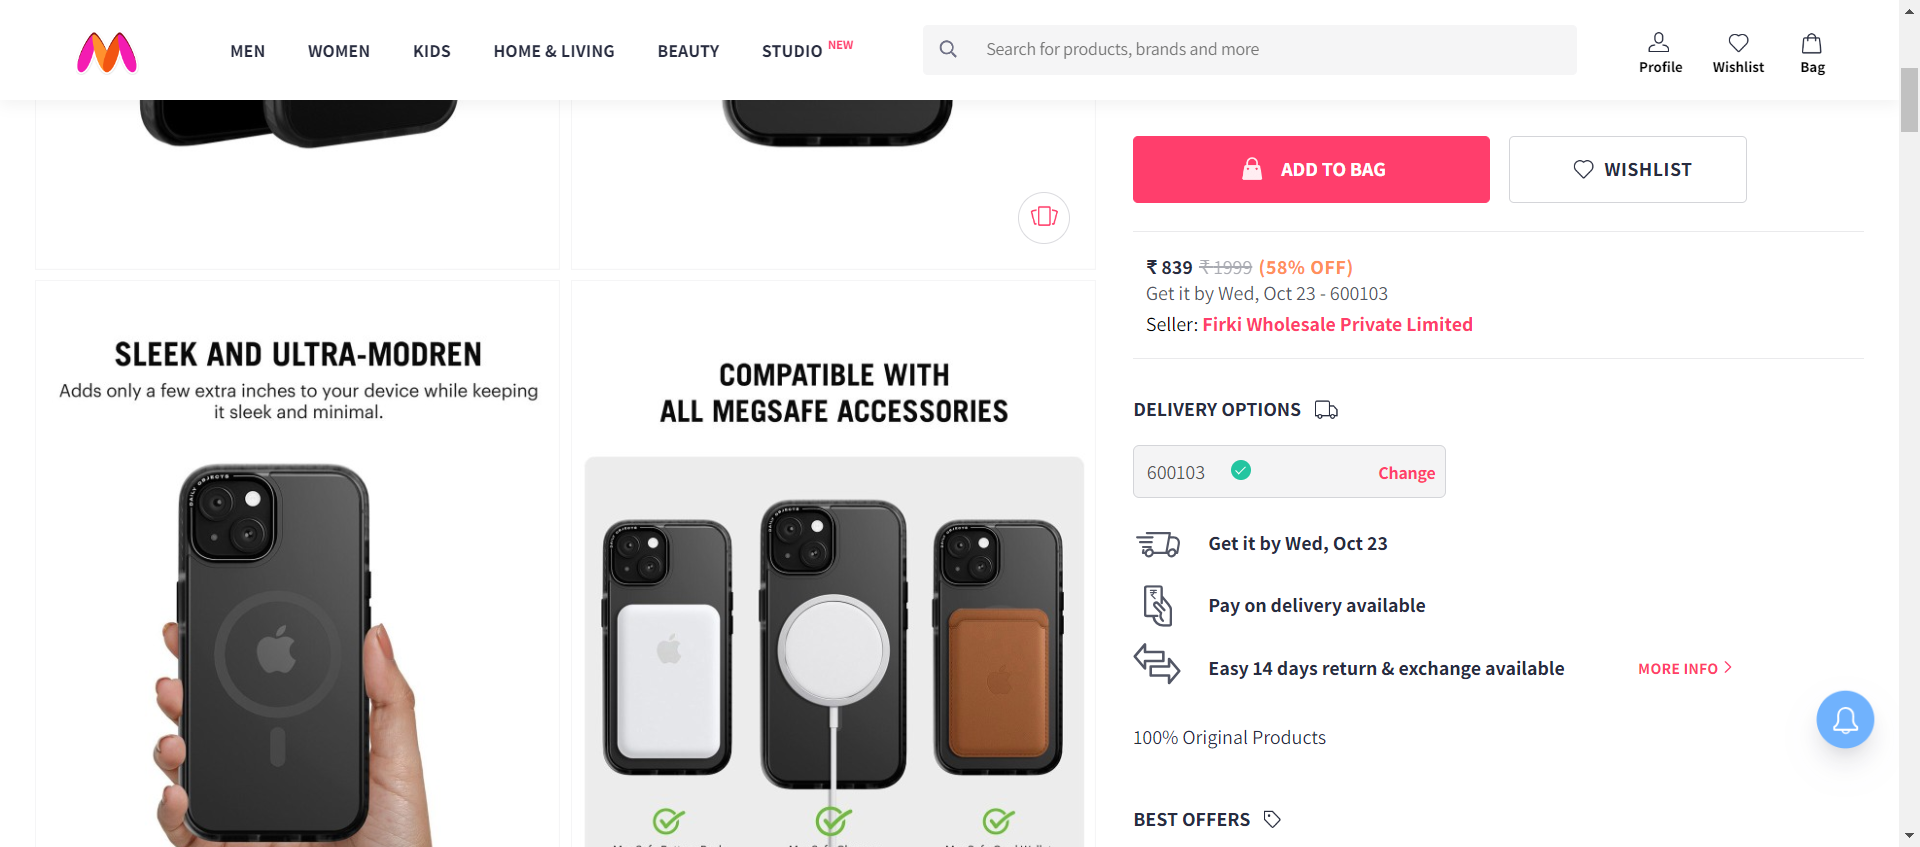 MEN WOMEN KIDS HOME & LIVING BEAUTY STUDIO NEW
Search for products, brands and more
Profile Wishlist Bag
ADD TO BAG
WISHLIST
₹ 839 ₹ 1999 (58% OFF)
Get it by Wed, Oct 23 - 600103
Seller: Firki Wholesale Private Limited
SLEEK AND ULTRA-MODREN
Adds only a few extra inches to your device while keeping
it sleek and minimal.
DAILY OBJECTS
COMPATIBLE WITH
ALL MEGSAFE ACCESSORIES
DELIVERY OPTIONS
600103 Change
Get it by Wed, Oct 23
Pay on delivery available
Easy 14 days return & exchange available MORE INFO
100% Original Products
BEST OFFERS